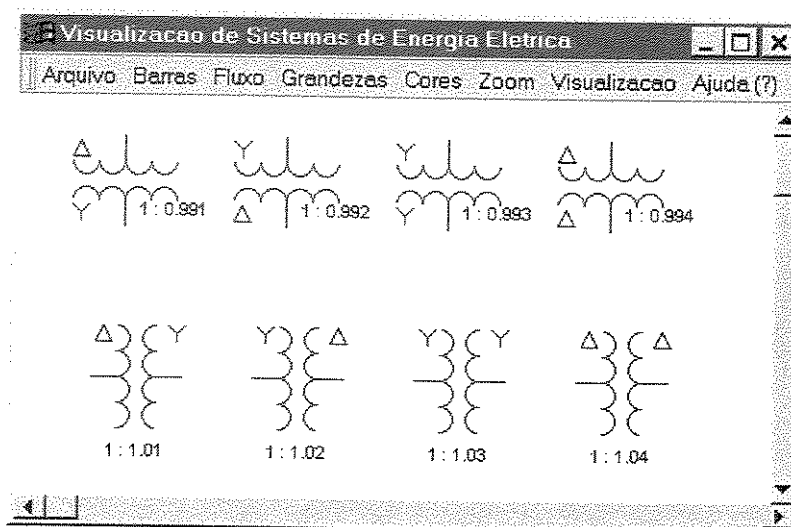 Visualizacao de Sistemas de Energia Eletrica
Arquivo Barras Fluxo Grandezas Cores Zoom Visualizacao Ajuda (?)
Δ Y Y Δ
Y 1 : 0.991 Δ 1 : 0.992 Y 1 : 0.993 Δ 1 : 0.994
Δ Y Y Δ Y Y Δ Δ
1 : 1.01 1 : 1.02 1 : 1.03 1 : 1.04